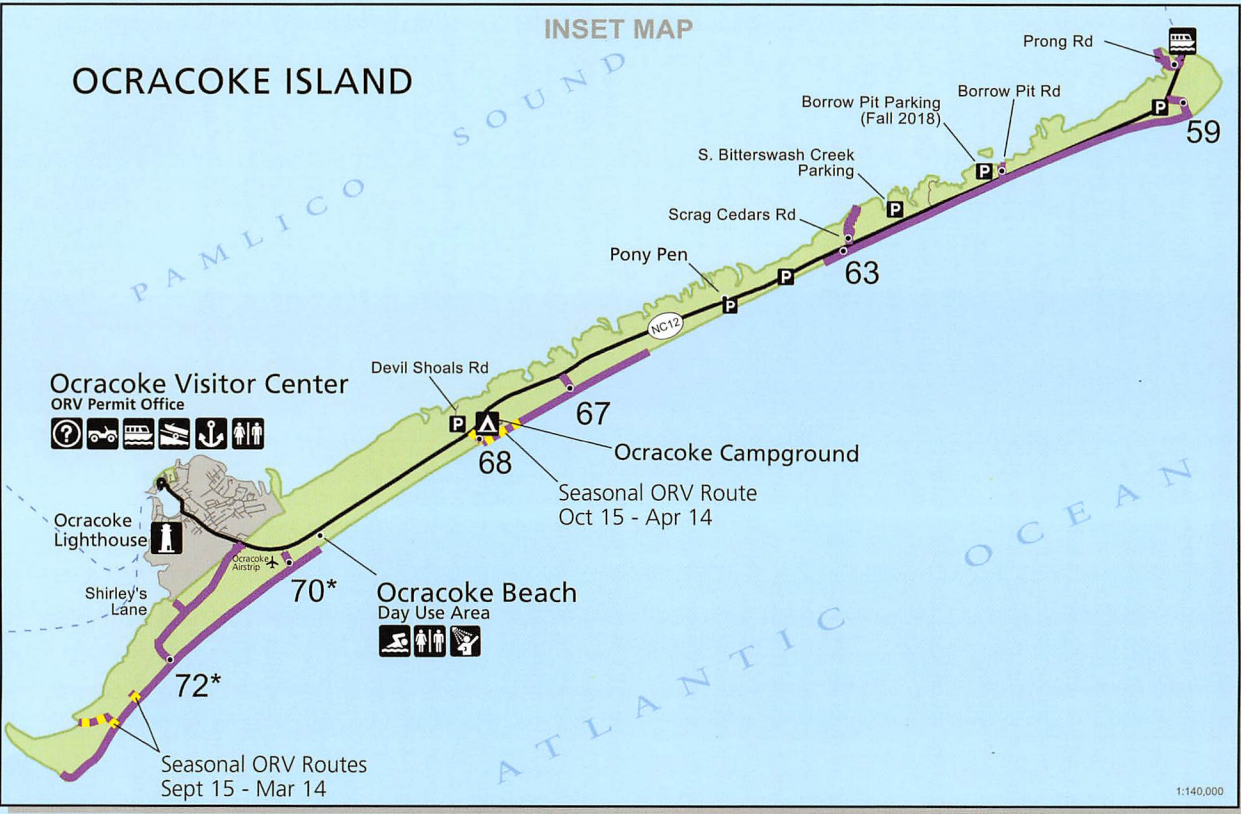 INSET MAP
OCRACOKE ISLAND
PAMLICO SOUND
Prong Rd
Borrow Pit Parking
(Fall 2018)
Borrow Pit Rd
P
59
S. Bitterswash Creek
Parking
P
P
Scrag Cedars Rd
63
Pony Pen
P
P
NC12
Devil Shoals Rd
P
67
68
Ocracoke Campground
Seasonal ORV Route
Oct 15 - Apr 14
Ocracoke Visitor Center
ORV Permit Office
?
Ocracoke
Lighthouse
Ocracoke
Airstrip
70*
Ocracoke Beach
Day Use Area
Shirley's
Lane
72*
Seasonal ORV Routes
Sept 15 - Mar 14
ATLANTIC OCEAN
1:140,000